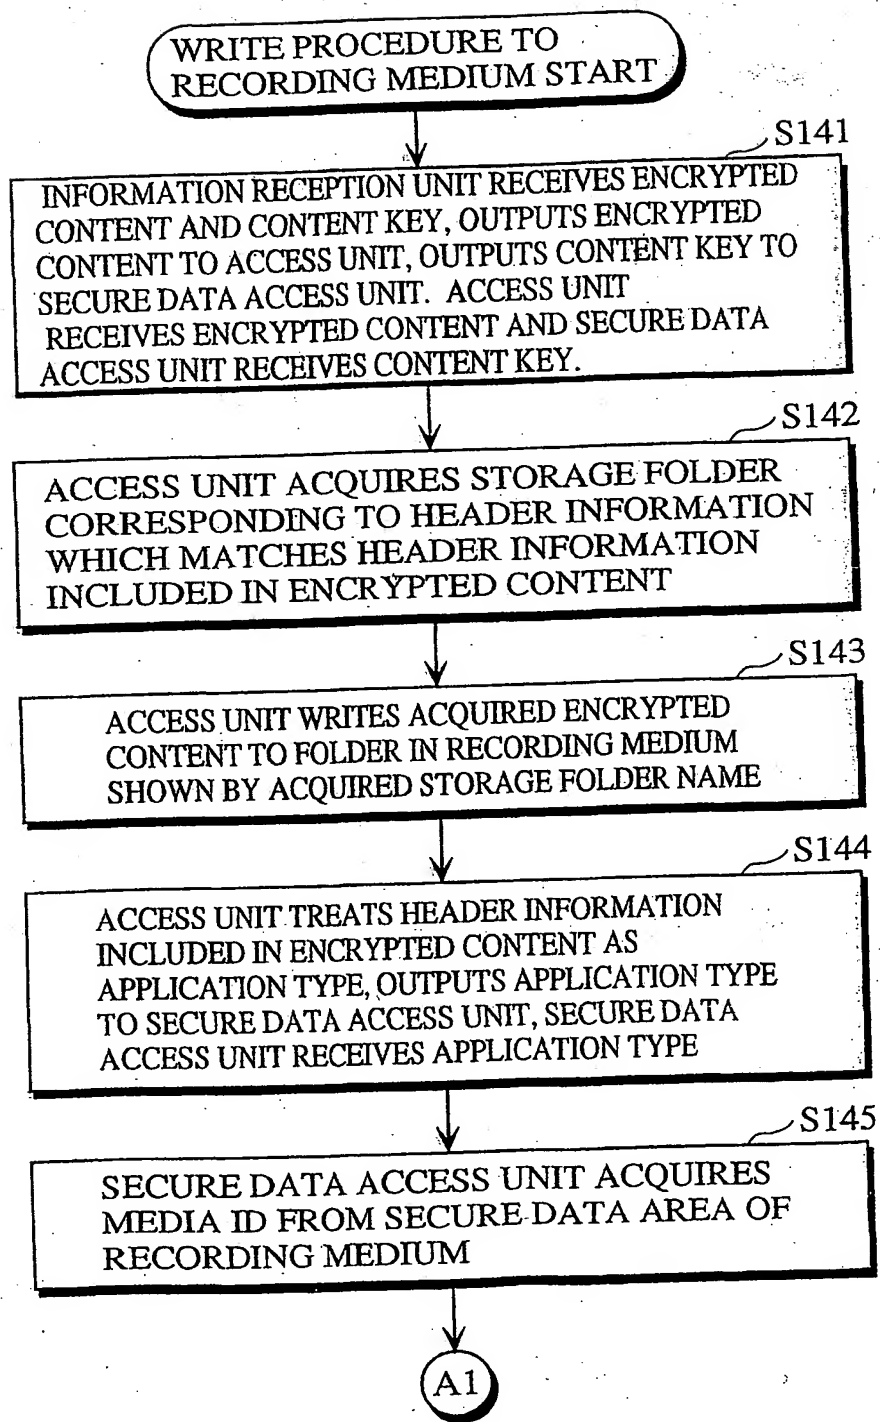 WRITE PROCEDURE TO
RECORDING MEDIUM START
S141
INFORMATION RECEPTION UNIT RECEIVES ENCRYPTED
CONTENT AND CONTENT KEY, OUTPUTS ENCRYPTED
CONTENT TO ACCESS UNIT, OUTPUTS CONTENT KEY TO
SECURE DATA ACCESS UNIT. ACCESS UNIT
RECEIVES ENCRYPTED CONTENT AND SECURE DATA
ACCESS UNIT RECEIVES CONTENT KEY.
S142
ACCESS UNIT ACQUIRES STORAGE FOLDER
CORRESPONDING TO HEADER INFORMATION
WHICH MATCHES HEADER INFORMATION
INCLUDED IN ENCRYPTED CONTENT
S143
ACCESS UNIT WRITES ACQUIRED ENCRYPTED
CONTENT TO FOLDER IN RECORDING MEDIUM
SHOWN BY ACQUIRED STORAGE FOLDER NAME
S144
ACCESS UNIT TREATS HEADER INFORMATION
INCLUDED IN ENCRYPTED CONTENT AS
APPLICATION TYPE, OUTPUTS APPLICATION TYPE
TO SECURE DATA ACCESS UNIT, SECURE DATA
ACCESS UNIT RECEIVES APPLICATION TYPE
S145
SECURE DATA ACCESS UNIT ACQUIRES
MEDIA ID FROM SECURE DATA AREA OF
RECORDING MEDIUM
A1